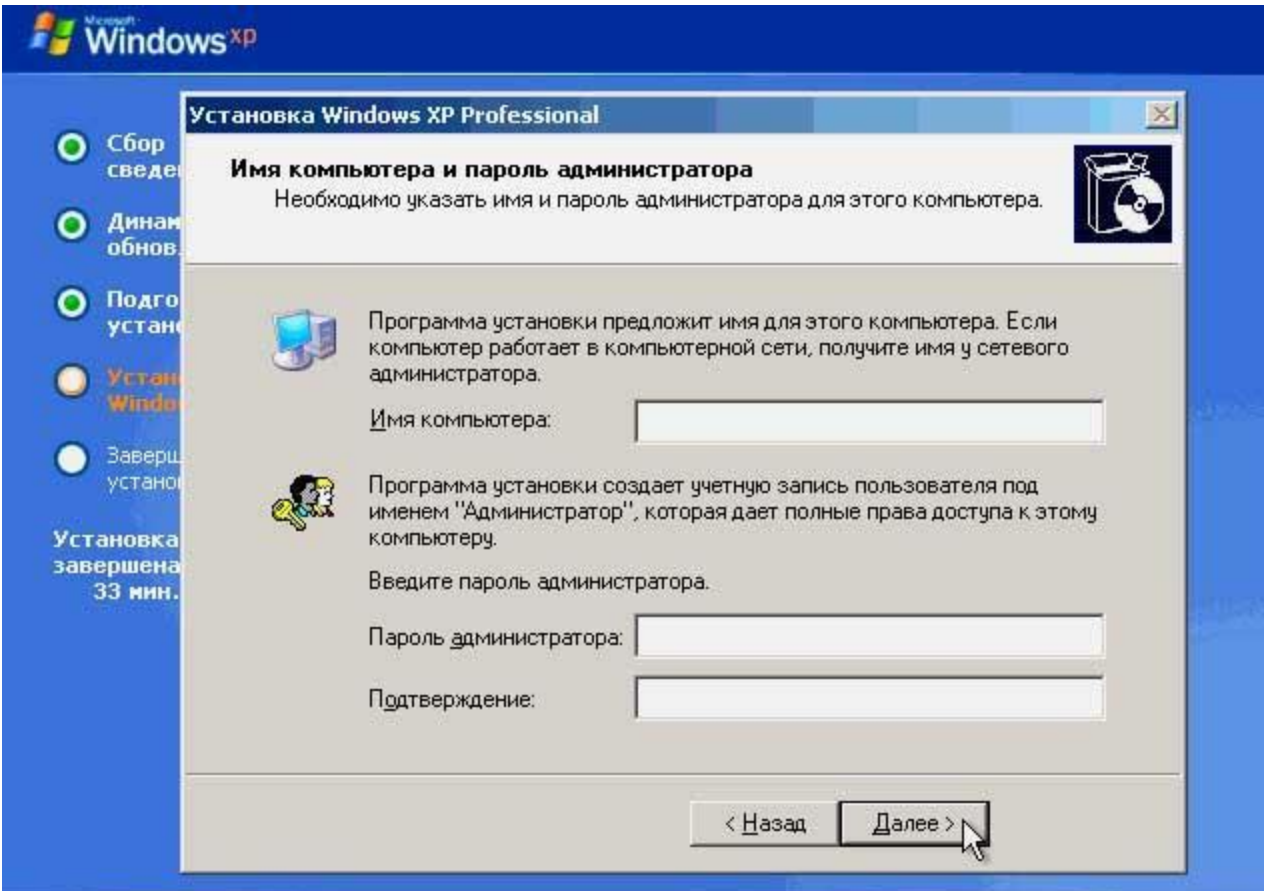 Microsoft
Windows xp
Установка Windows XP Professional
Имя компьютера и пароль администратора
Необходимо указать имя и пароль администратора для этого компьютера.
Сбор
сведе
Динам
обнов.
Подго
устано
Устан
Windo
Заверш
устано
Установка
завершена
33 мин.
Программа установки предложит имя для этого компьютера. Если
компьютер работает в компьютерной сети, получите имя у сетевого
администратора.
Имя компьютера:
Программа установки создает учетную запись пользователя под
именем "Администратор", которая дает полные права доступа к этому
компьютеру.
Введите пароль администратора.
Пароль администратора:
Подтверждение:
< Назад
Далее >